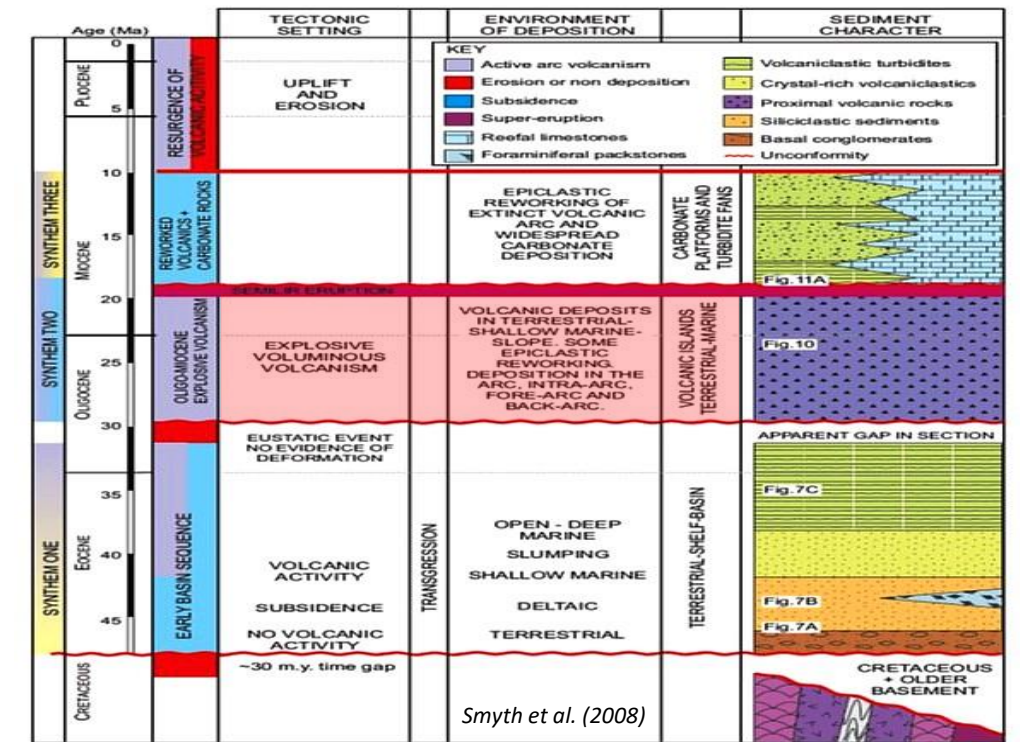 TECTONIC
SETTING
ENVIRONMENT
OF DEPOSITION
SEDIMENT
CHARACTER
Age (Ma)
KEY
Active arc volcanism
Erosion or non deposition
Subsidence
Super-eruption
Reefal limestones
Foraminiferal packstones
Volcaniclastic turbidites
Crystal-rich volcaniclastics
Proximal volcanic rocks
Siliciclastic sediments
Basal conglomerates
Unconformity
0
5
10
15
20
25
30
35
40
45
PLIOCENE
MIOCENE
OLIGOCENE
EOCENE
CRETACEOUS
SYNTHEM THREE
SYNTHEM TWO
SYNTHEM ONE
RESURGENCE OF
VOLCANIC ACTIVITY
REWORKED
VOLCANICS +
CARBONATE ROCKS
OLIGO-MIOCENE
EXPLOSIVE VOLCANISM
EARLY BASIN SEQUENCE
UPLIFT
AND
EROSION
SEMILIR ERUPTION
EXPLOSIVE
VOLUMINOUS
VOLCANISM
EUSTATIC EVENT
NO EVIDENCE OF
DEFORMATION
VOLCANIC
ACTIVITY
SUBSIDENCE
NO VOLCANIC
ACTIVITY
~30 m.y. time gap
TRANSGRESSION
EPICLASTIC
REWORKING OF
EXTINCT VOLCANIC
ARC AND
WIDESPREAD
CARBONATE
DEPOSITION
VOLCANIC DEPOSITS
IN TERRESTRIAL-
SHALLOW MARINE-
SLOPE. SOME
EPICLASTIC
REWORKING.
DEPOSITION IN THE
ARC, INTRA-ARC,
FORE-ARC AND
BACK-ARC.
OPEN - DEEP
MARINE
SLUMPING
SHALLOW MARINE
DELTAIC
TERRESTRIAL
CARBONATE
PLATFORMS AND
TURBIDITE FANS
VOLCANIC ISLANDS
TERRESTRIAL-MARINE
TERRESTRIAL-SHELF-BASIN
Fig.11A
Fig.10
APPARENT GAP IN SECTION
Fig.7C
Fig.7B
Fig.7A
CRETACEOUS
+ OLDER
BASEMENT
Smyth et al. (2008)